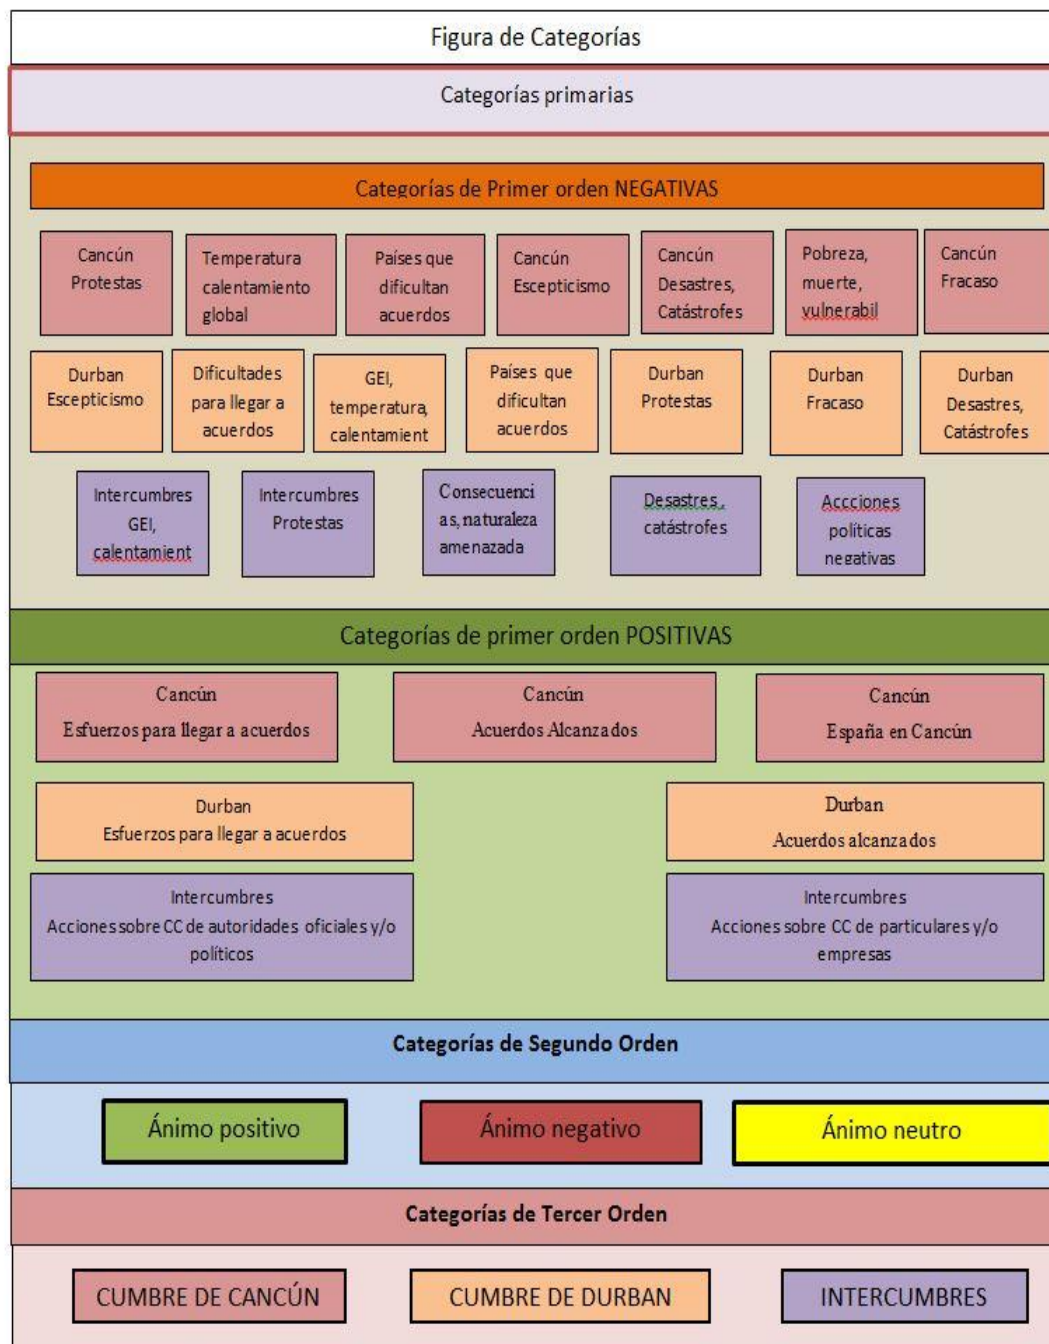 Figura de Categorías
Categorías primarias
Categorías de Primer orden NEGATIVAS
Cancún
Protestas
Temperatura
calentamiento
global
Países que
dificultan
acuerdos
Cancún
Escepticismo
Cancún
Desastres,
Catástrofes
Pobreza,
muerte,
vulnerabil
Cancún
Fracaso
Durban
Escepticismo
Dificultades
para llegar a
acuerdos
GEI,
temperatura,
calentamient
Países que
dificultan
acuerdos
Durban
Protestas
Durban
Fracaso
Durban
Desastres,
Catástrofes
Intercumbres
GEI,
calentamient
Intercumbres
Protestas
Consecuenci
as, naturaleza
amenazada
Desastres,
catástrofes
Accciones
políticas
negativas
Categorías de primer orden POSITIVAS
Cancún
Esfuerzos para llegar a acuerdos
Cancún
Acuerdos Alcanzados
Cancún
España en Cancún
Durban
Esfuerzos para llegar a acuerdos
Durban
Acuerdos alcanzados
Intercumbres
Acciones sobre CC de autoridades oficiales y/o
políticos
Intercumbres
Acciones sobre CC de particulares y/o
empresas
Categorías de Segundo Orden
Ánimo positivo
Ánimo negativo
Ánimo neutro
Categorías de Tercer Orden
CUMBRE DE CANCÚN
CUMBRE DE DURBAN
INTERCUMBRES